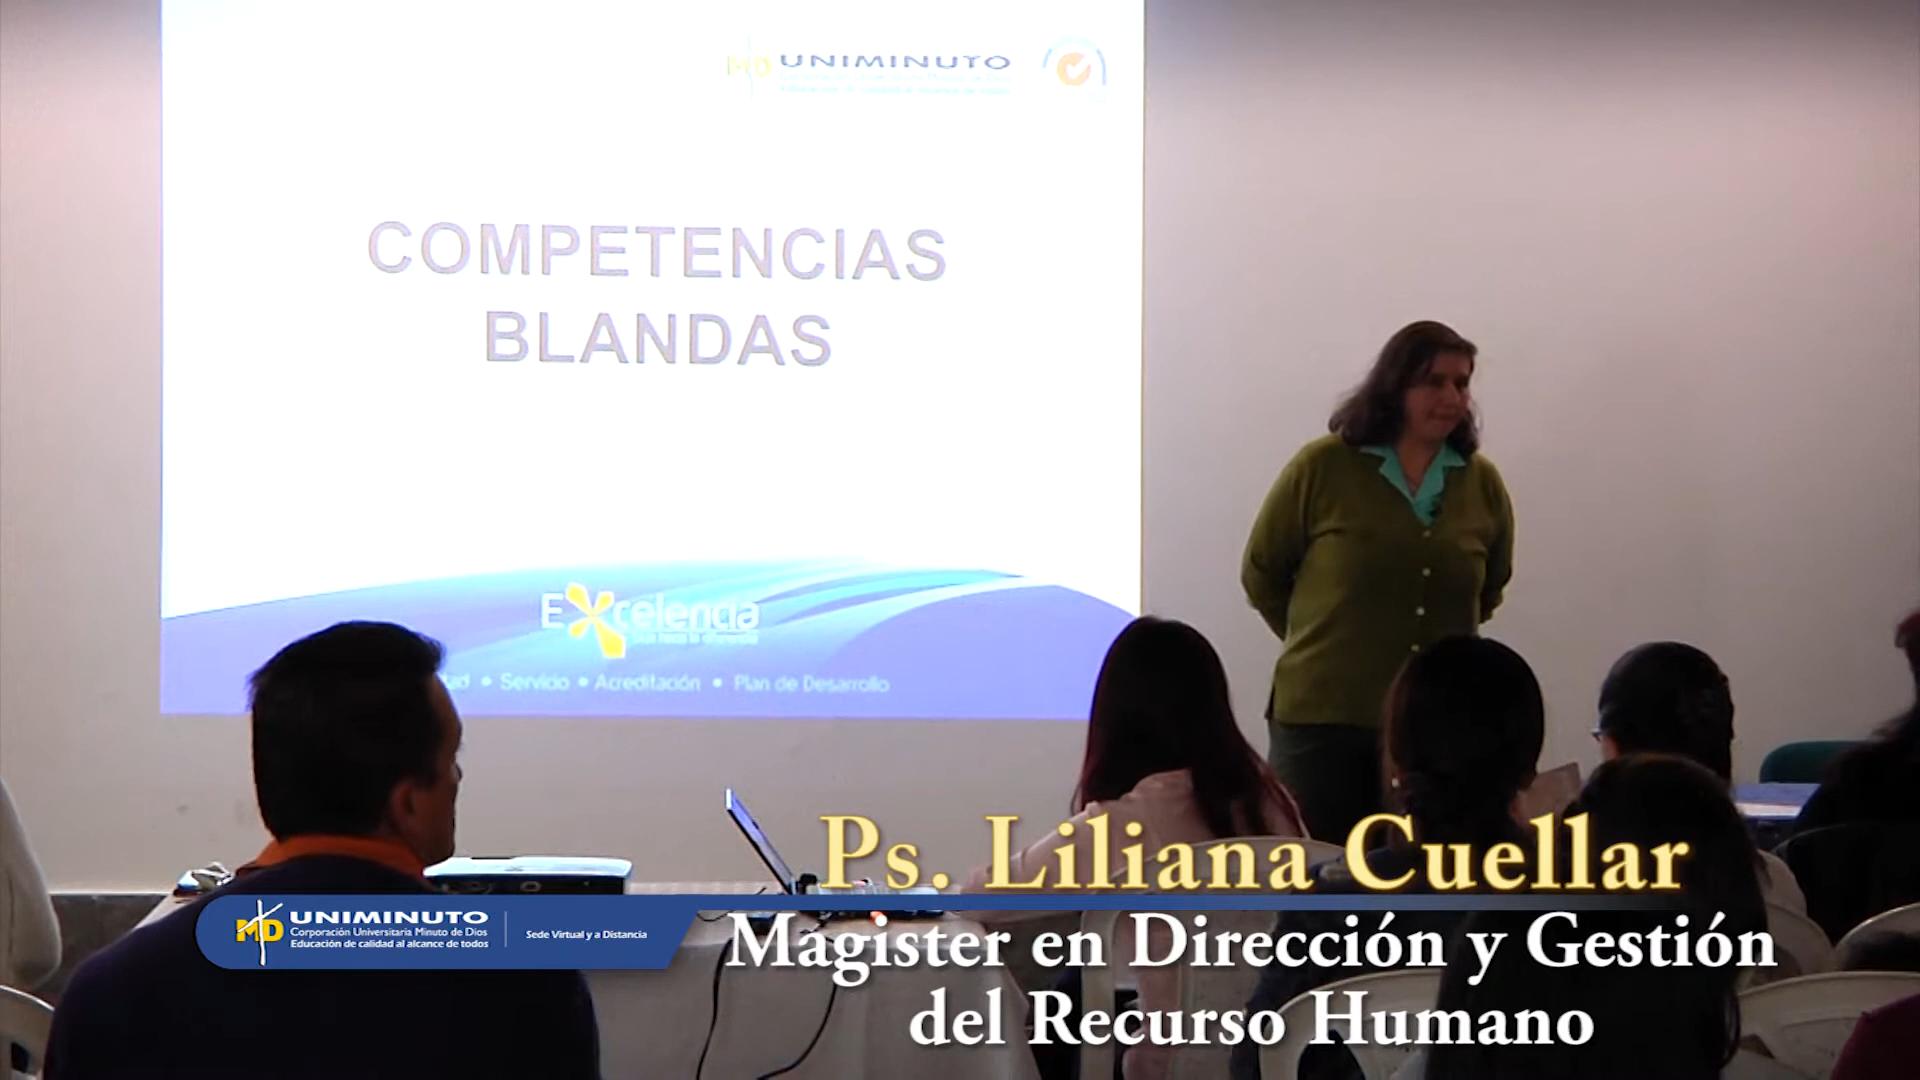 UNIMINUTO
COMPETENCIAS
BLANDAS
Excelencia
• Servicio • Acreditación • Plan de Desarrollo
Ps. Liliana Cuellar
Magister en Dirección y Gestión
del Recurso Humano
MD UNIMINUTO
Corporación Universitaria Minuto de Dios
Educación de calidad al alcance de todos
Sede Virtual y a Distancia